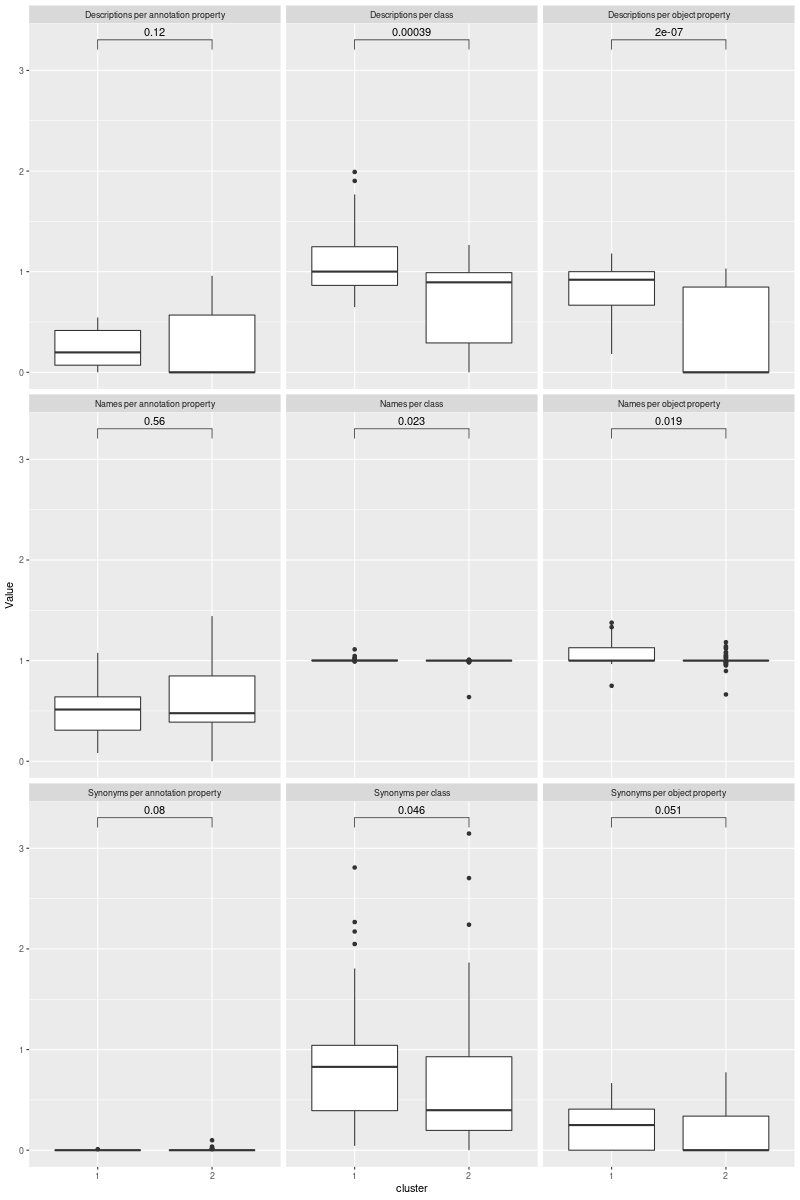 Descriptions per annotation property
Descriptions per class
Descriptions per object property
0.12
0.00039
2e-07
3
2
1
0
Names per annotation property
Names per class
Names per object property
0.56
0.023
0.019
3
2
1
0
Value
Synonyms per annotation property
Synonyms per class
Synonyms per object property
0.08
0.046
0.051
3
2
1
0
1
2
1
2
1
2
cluster